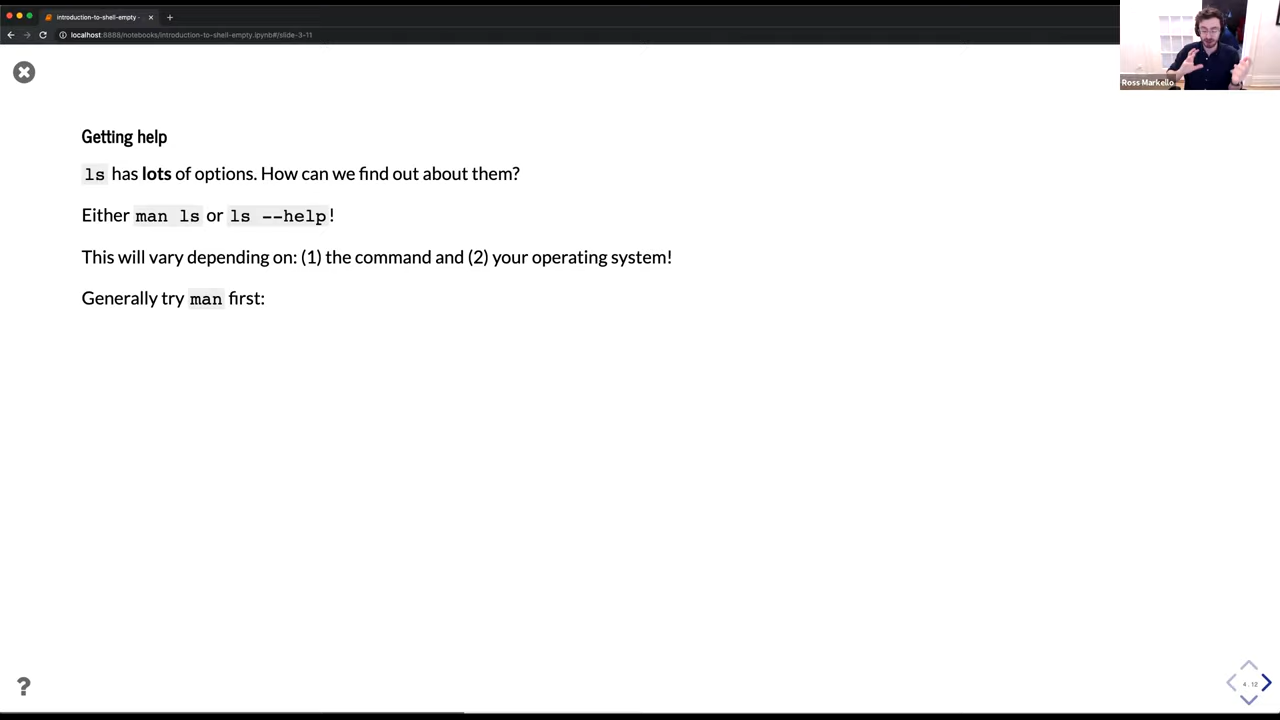 introduction-to-shell-empty -
localhost:8888/notebooks/introduction-to-shell-empty.ipynb#/slide-3-11
Ross Markello
Getting help
ls has lots of options. How can we find out about them?
Either man ls or ls --help!
This will vary depending on: (1) the command and (2) your operating system!
Generally try man first:
?
4.12